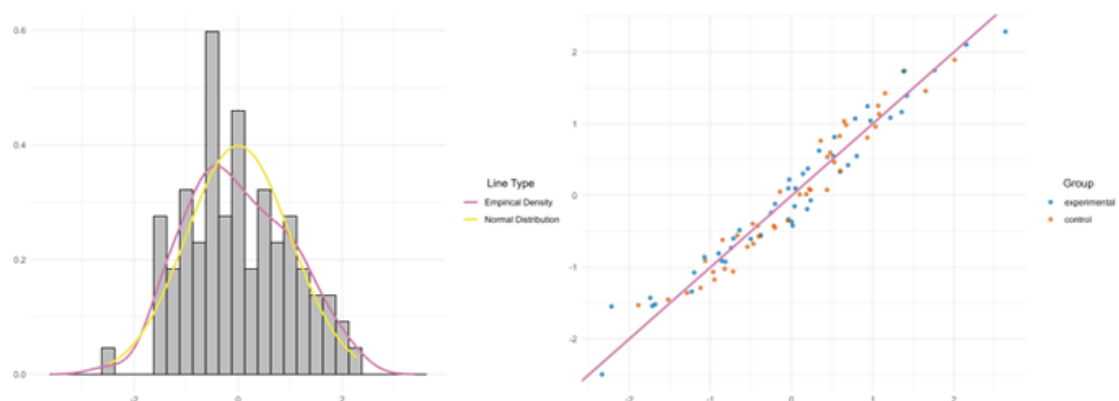 0.6
0.4
0.2
0.0
-2
0
2
Line Type
Empirical Density
Normal Distribution
2
1
0
-1
-2
-2
-1
0
1
2
Group
experimental
control